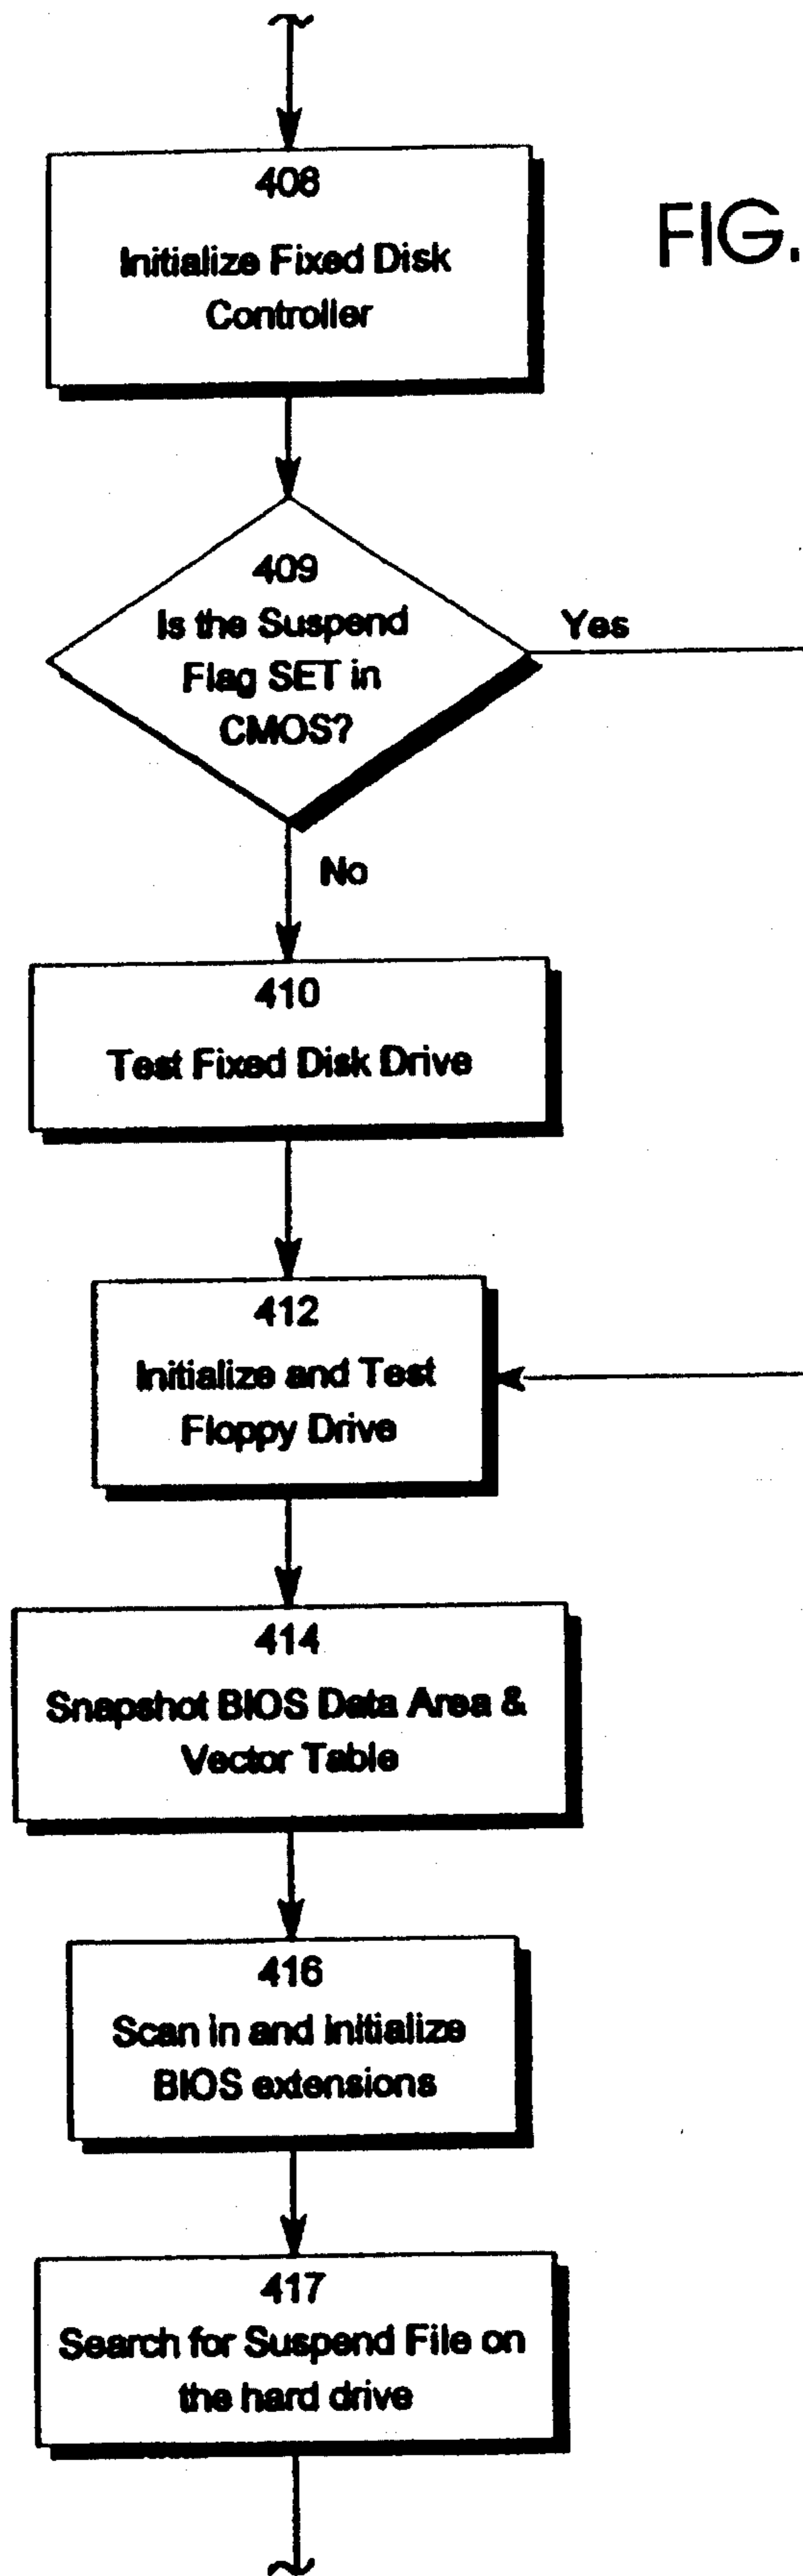 408
Initialize Fixed Disk
Controller
FIG.
409
Is the Suspend
Flag SET in
CMOS?
Yes
No
410
Test Fixed Disk Drive
412
Initialize and Test
Floppy Drive
414
Snapshot BIOS Data Area &
Vector Table
416
Scan in and initialize
BIOS extensions
417
Search for Suspend File on
the hard drive